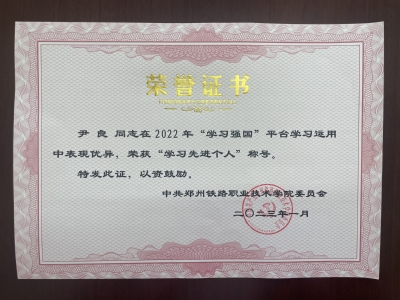 荣誉证书
尹良 同志在2022年“学习强国”平台学习运用
中表现优异，荣获“学习先进个人”称号。
特发此证，以资鼓励。
中共郑州铁路职业技术学院委员会
二〇二三年一月